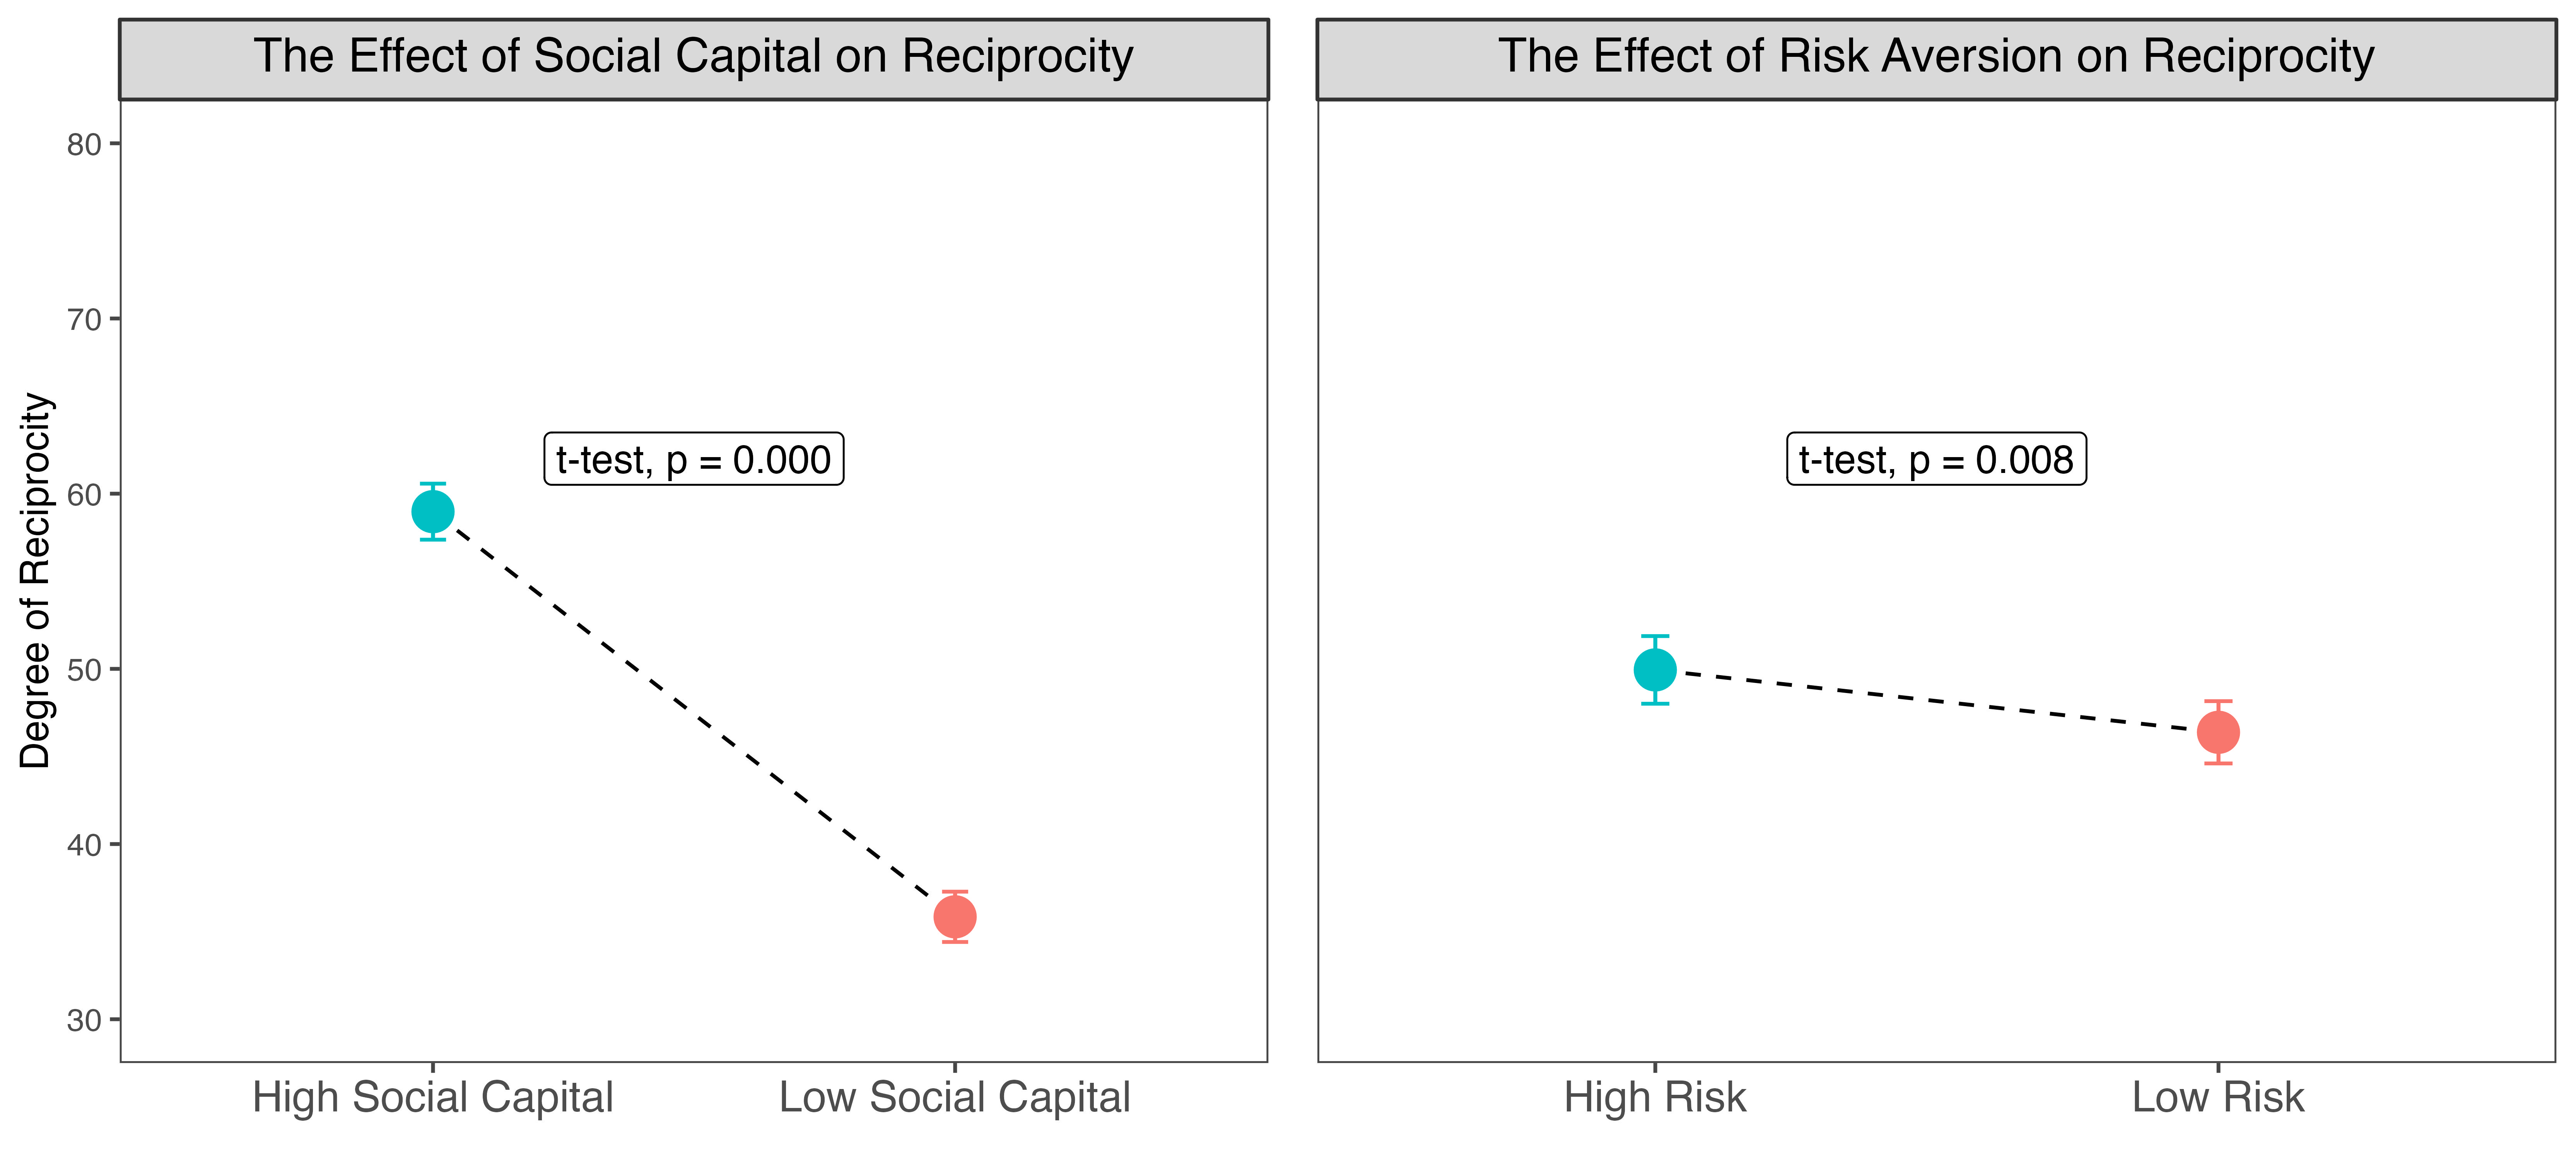 The Effect of Social Capital on Reciprocity
The Effect of Risk Aversion on Reciprocity
Degree of Reciprocity
80
70
60
50
40
30
t-test, p = 0.000
t-test, p = 0.008
High Social Capital
Low Social Capital
High Risk
Low Risk